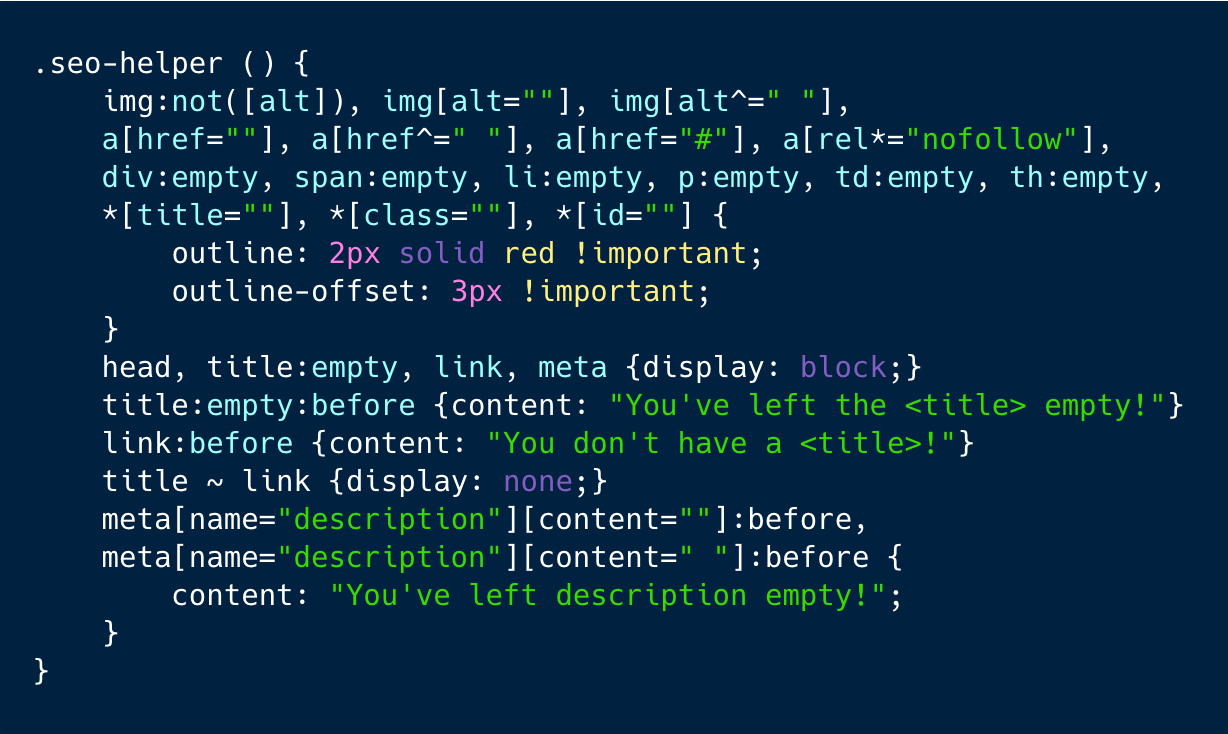 .seo-helper () {
    img:not([alt]), img[alt=""], img[alt^=" "],
    a[href=""], a[href^=" "], a[href="#"], a[rel*="nofollow"],
    div:empty, span:empty, li:empty, p:empty, td:empty, th:empty,
    *[title=""], *[class=""], *[id=""] {
        outline: 2px solid red !important;
        outline-offset: 3px !important;
    }
    head, title:empty, link, meta {display: block;}
    title:empty:before {content: "You've left the <title> empty!"}
    link:before {content: "You don't have a <title>!"}
    title ~ link {display: none;}
    meta[name="description"][content=""]:before,
    meta[name="description"][content=" "]:before {
        content: "You've left description empty!";
    }
}